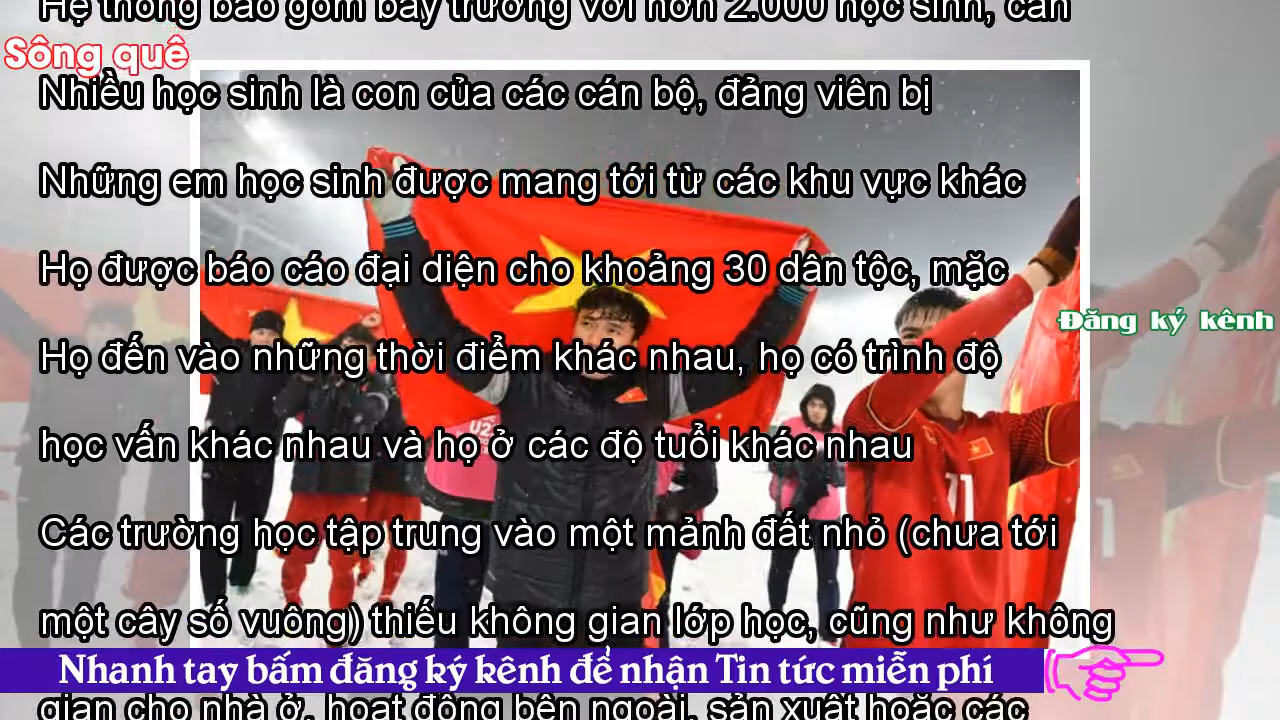 Hệ thống bao gồm bảy trường với hơn 2.000 học sinh, cán
Sông quê
Nhiều học sinh là con của các cán bộ, đảng viên bị
Những em học sinh được mang tới từ các khu vực khác
Họ được báo cáo đại diện cho khoảng 30 dân tộc, mặc
Đăng ký kênh
Họ đến vào những thời điểm khác nhau, họ có trình độ
học vấn khác nhau và họ ở các độ tuổi khác nhau
Các trường học tập trung vào một mảnh đất nhỏ (chưa tới
một cây số vuông) thiếu không gian lớp học, cũng như không
Nhanh tay bấm đăng ký kênh để nhận Tin tức miễn phí
gian cho nhà ở, hoạt động bên ngoài, sản xuất hoặc các